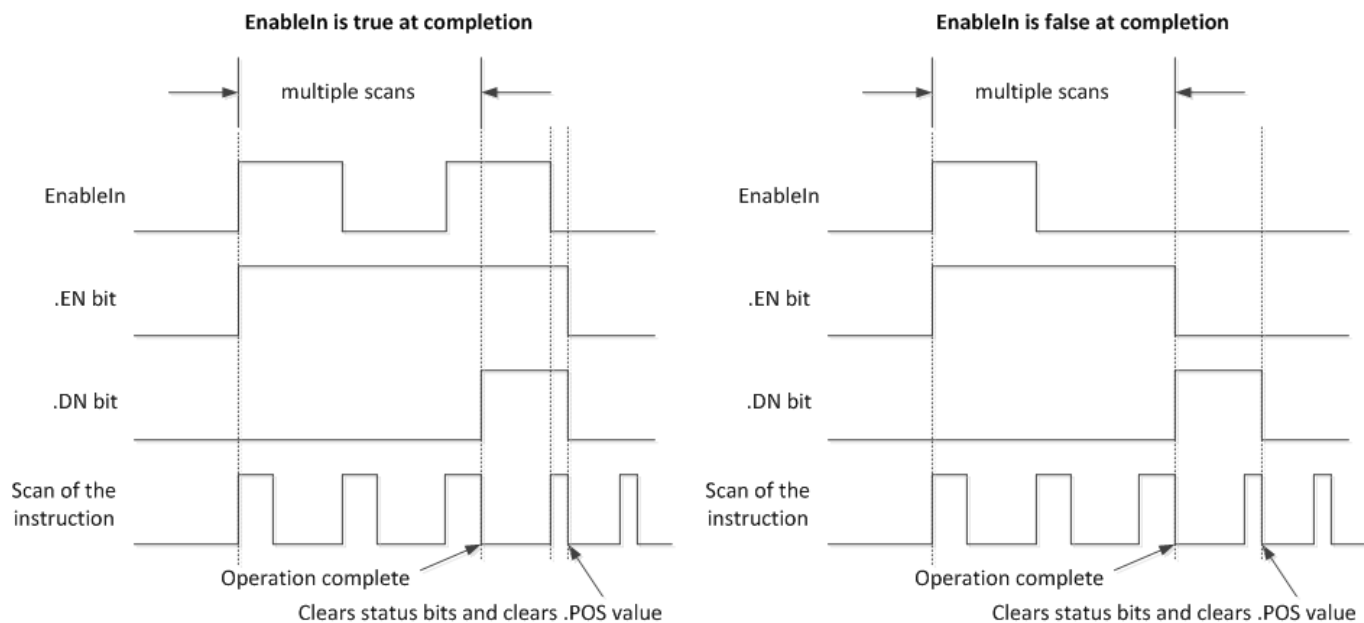 EnableIn is true at completion
multiple scans
EnableIn
.EN bit
.DN bit
Scan of the
instruction
Operation complete
Clears status bits and clears .POS value
EnableIn is false at completion
multiple scans
EnableIn
.EN bit
.DN bit
Scan of the
instruction
Operation complete
Clears status bits and clears .POS value